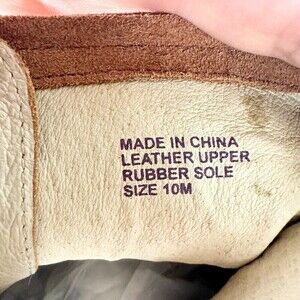 MADE IN CHINA
LEATHER UPPER
RUBBER SOLE
SIZE 10M